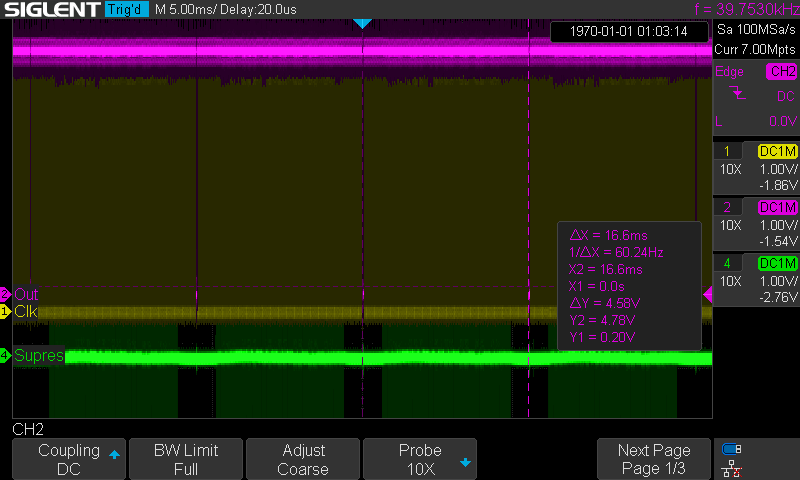 SIGLENT Trig'd M 5.00ms/ Delay:20.0us f = 39.7530kHz
1970-01-01 01:03:14
Sa 100MSa/s
Curr 7.00Mpts
Edge CH2
DC
L 0.0V
1 DC1M
10X 1.00V/
-1.86V
2 DC1M
10X 1.00V/
-1.54V
4 DC1M
10X 1.00V/
-2.76V
△X = 16.6ms
1/△X = 60.24Hz
X2 = 16.6ms
X1 = 0.0s
△Y = 4.58V
Y2 = 4.78V
Y1 = 0.20V
2 Out
1 Clk
4 Supres
CH2
Coupling
DC
BW Limit
Full
Adjust
Coarse
Probe
10X
Next Page
Page 1/3